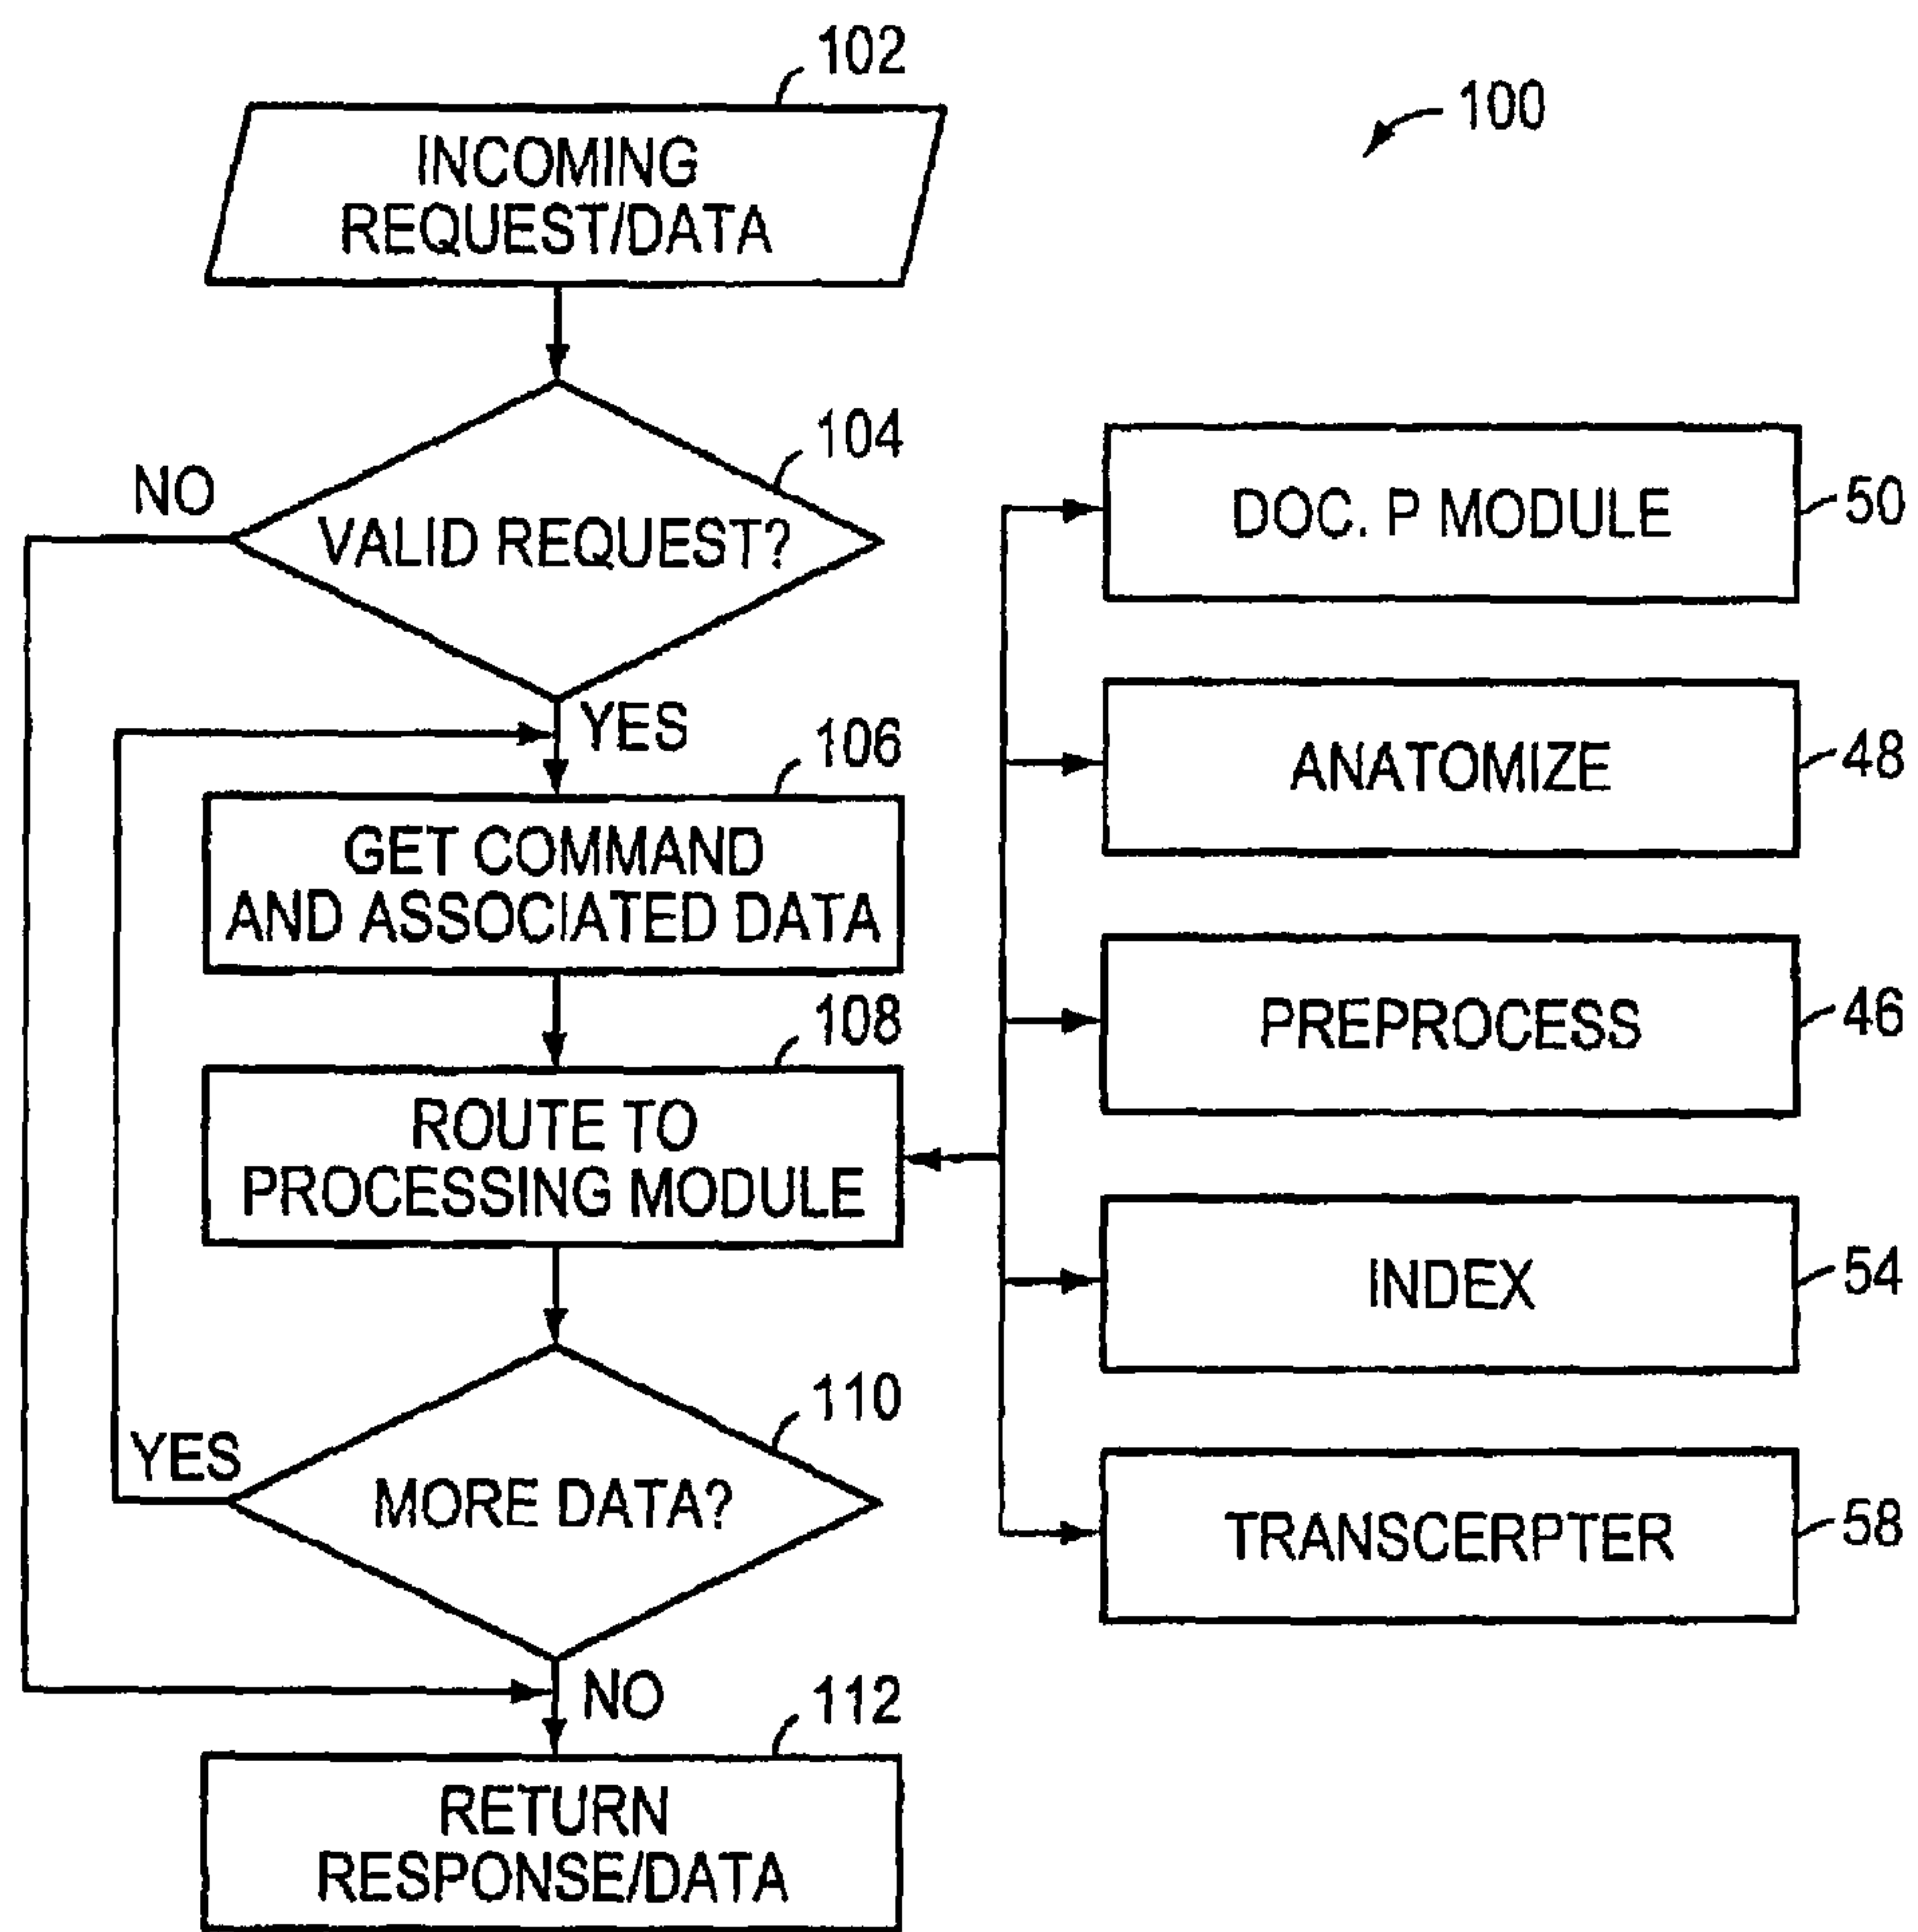 102
100
INCOMING
REQUEST/DATA
104
NO
VALID REQUEST?
YES
106
GET COMMAND
AND ASSOCIATED DATA
108
ROUTE TO
PROCESSING MODULE
110
YES
MORE DATA?
NO
112
RETURN
RESPONSE/DATA
DOC. P MODULE
50
ANATOMIZE
48
PREPROCESS
46
INDEX
54
TRANSCERPTER
58